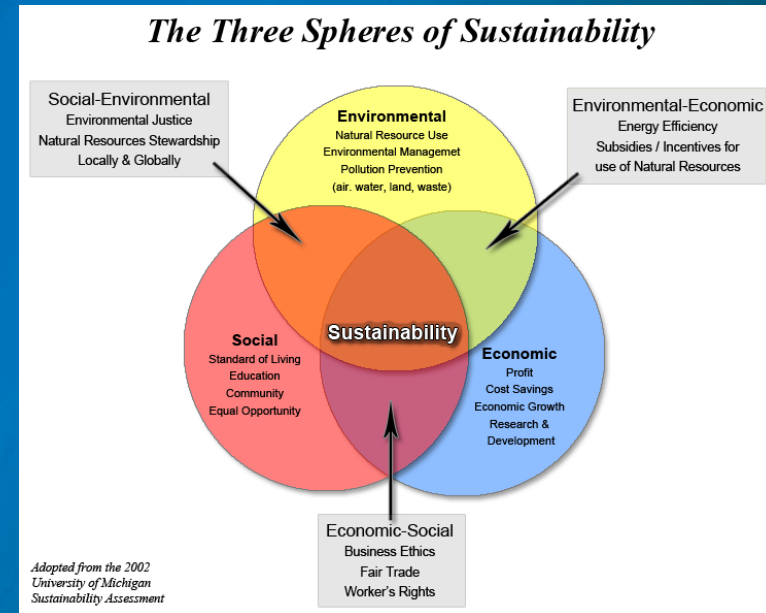 The Three Spheres of Sustainability
Social-Environmental
Environmental Justice
Natural Resources Stewardship
Locally & Globally
Environmental
Natural Resource Use
Environmental Managemet
Pollution Prevention
(air. water, land, waste)
Environmental-Economic
Energy Efficiency
Subsidies / Incentives for
use of Natural Resources
Sustainability
Social
Standard of Living
Education
Community
Equal Opportunity
Economic
Profit
Cost Savings
Economic Growth
Research &
Development
Economic-Social
Business Ethics
Fair Trade
Worker's Rights
Adopted from the 2002
University of Michigan
Sustainability Assessment